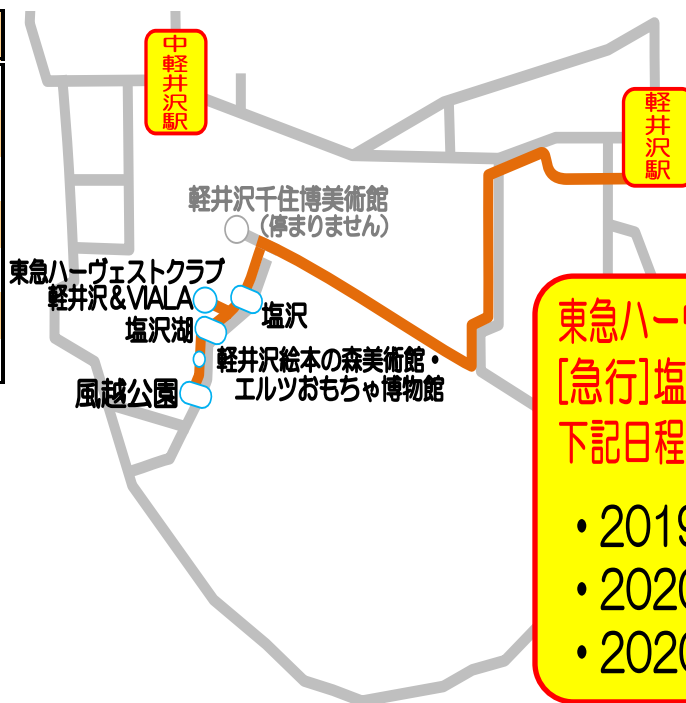 中軽井沢駅
軽井沢駅
軽井沢千住博美術館
(停まりません)
東急ハーヴェストクラブ
軽井沢&VIALA
塩沢
塩沢湖
軽井沢絵本の森美術館・
エルツおもちゃ博物館
風越公園
東急ハー
[急行]塩
下記日程
・2019
・2020
・2020